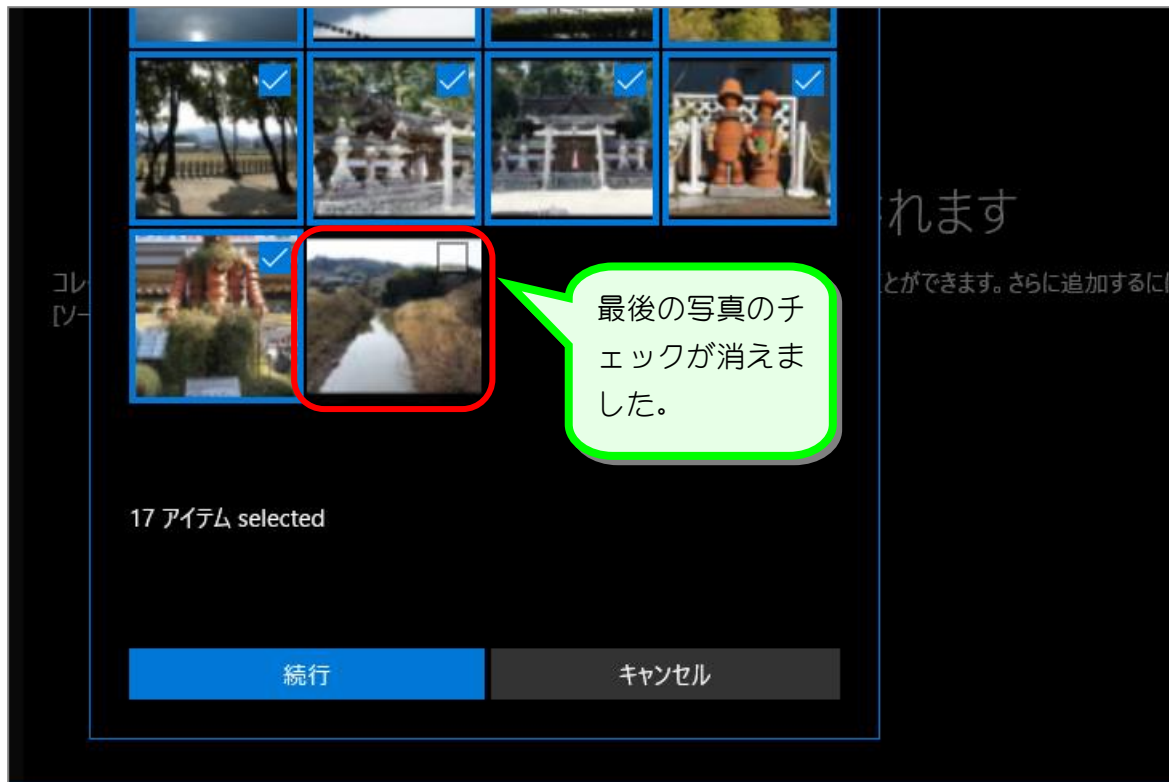 れます
コレ
とができます。さらに追加するには
[ソー
最後の写真のチ
ェックが消えま
した。
17 アイテム selected
続行
キャンセル